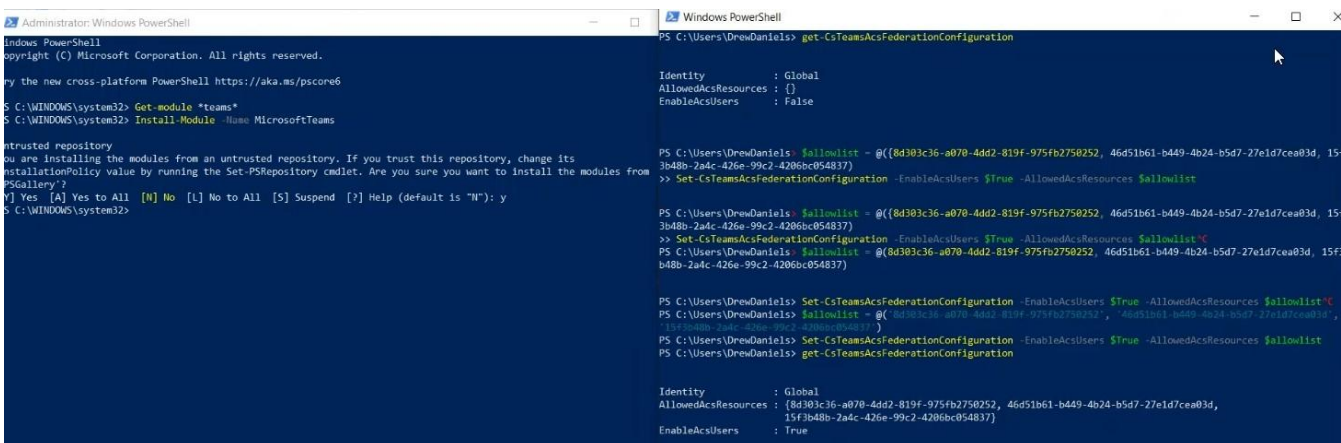 Administrator: Windows PowerShell
indows PowerShell
opyright (C) Microsoft Corporation. All rights reserved.
ry the new cross-platform PowerShell https://aka.ms/pscore6
S C:\WINDOWS\system32> Get-module *teams*
S C:\WINDOWS\system32> Install-Module -Name MicrosoftTeams
ntrusted repository
ou are installing the modules from an untrusted repository. If you trust this repository, change its
nstallationPolicy value by running the Set-PSRepository cmdlet. Are you sure you want to install the modules from
PSGallery'?
Y] Yes [A] Yes to All [N] No [L] No to All [S] Suspend [?] Help (default is "N"): y
S C:\WINDOWS\system32>
Windows PowerShell
PS C:\Users\DrewDaniels> get-CsTeamsAcsFederationConfiguration
Identity : Global
AllowedAcsResources : {}
EnableAcsUsers : False
PS C:\Users\DrewDaniels> $allowlist = @({8d303c36-a070-4dd2-819f-975fb2750252, 46d51b61-b449-4b24-b5d7-27e1d7cea03d, 15f
3b48b-2a4c-426e-99c2-4206bc054837)
>> Set-CsTeamsAcsFederationConfiguration -EnableAcsUsers $True -AllowedAcsResources $allowlist
PS C:\Users\DrewDaniels> $allowlist = @({8d303c36-a070-4dd2-819f-975fb2750252, 46d51b61-b449-4b24-b5d7-27e1d7cea03d, 15f
3b48b-2a4c-426e-99c2-4206bc054837)
>> Set-CsTeamsAcsFederationConfiguration -EnableAcsUsers $True -AllowedAcsResources $allowlist^C
PS C:\Users\DrewDaniels> $allowlist = @(8d303c36-a070-4dd2-819f-975fb2750252, 46d51b61-b449-4b24-b5d7-27e1d7cea03d, 15f3
b48b-2a4c-426e-99c2-4206bc054837)
PS C:\Users\DrewDaniels> Set-CsTeamsAcsFederationConfiguration -EnableAcsUsers $True -AllowedAcsResources $allowlist^C
PS C:\Users\DrewDaniels> $allowlist = @('8d303c36-a070-4dd2-819f-975fb2750252', '46d51b61-b449-4b24-b5d7-27e1d7cea03d',
'15f3b48b-2a4c-426e-99c2-4206bc054837')
PS C:\Users\DrewDaniels> Set-CsTeamsAcsFederationConfiguration -EnableAcsUsers $True -AllowedAcsResources $allowlist
PS C:\Users\DrewDaniels> get-CsTeamsAcsFederationConfiguration
Identity : Global
AllowedAcsResources : {8d303c36-a070-4dd2-819f-975fb2750252, 46d51b61-b449-4b24-b5d7-27e1d7cea03d,
15f3b48b-2a4c-426e-99c2-4206bc054837}
EnableAcsUsers : True